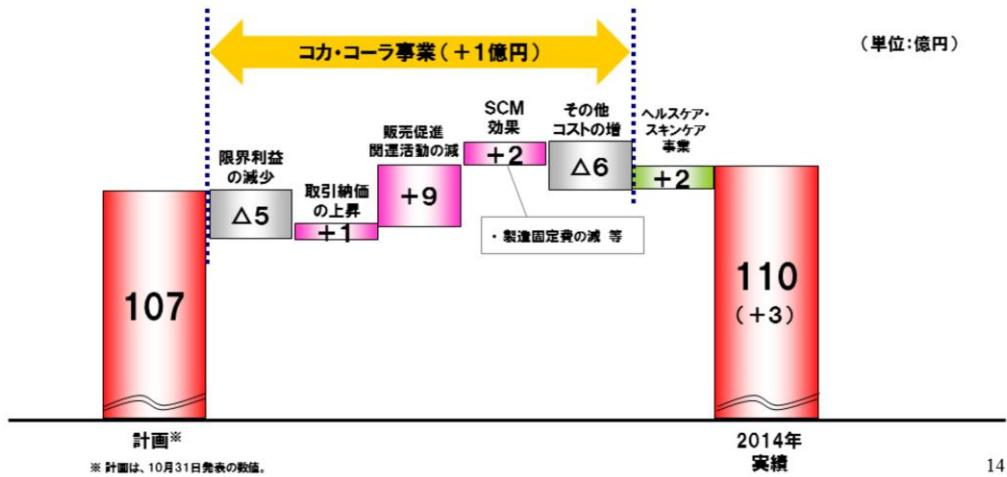 コカ・コーラ事業(+1億円)
(単位:億円)
限界利益
の減少
△5
取引納価
の上昇
+1
販売促進
関連活動の減
+9
SCM
効果
+2
・製造固定費の減 等
その他
コストの増
△6
ヘルスケア・
スキンケア
事業
+2
107
110
(+3)
計画※
2014年
実績
※ 計画は、10月31日発表の数値。
14